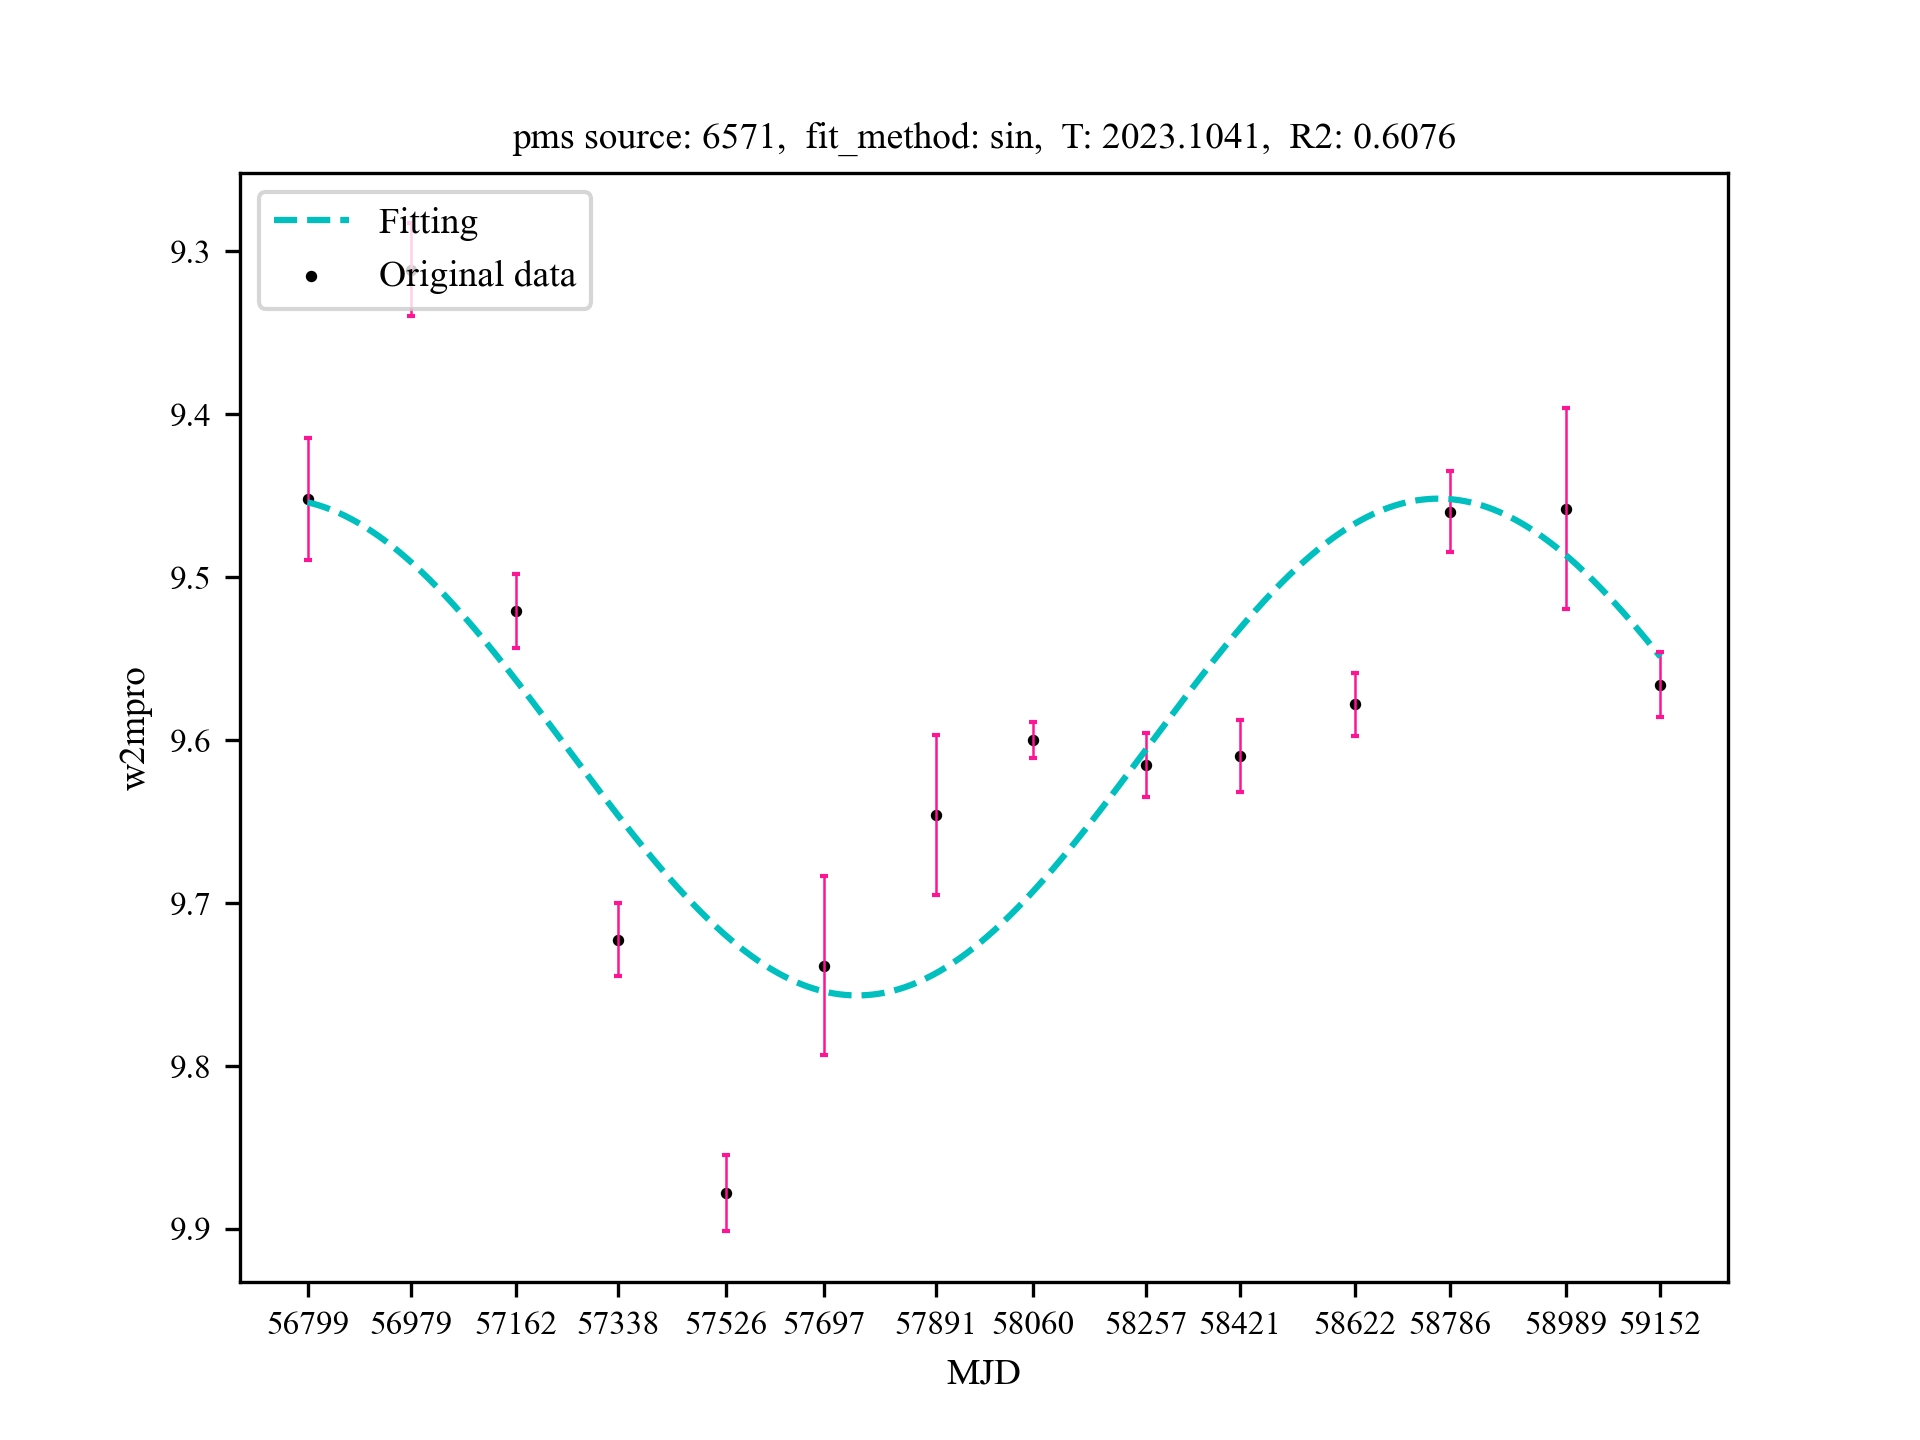 pms source: 6571, fit_method: sin, T: 2023.1041, R2: 0.6076
Fitting
Original data
9.3
9.4
9.5
9.6
9.7
9.8
9.9
w2mpro
56799 56979 57162 57338 57526 57697 57891 58060 58257 58421 58622 58786 58989 59152
MJD